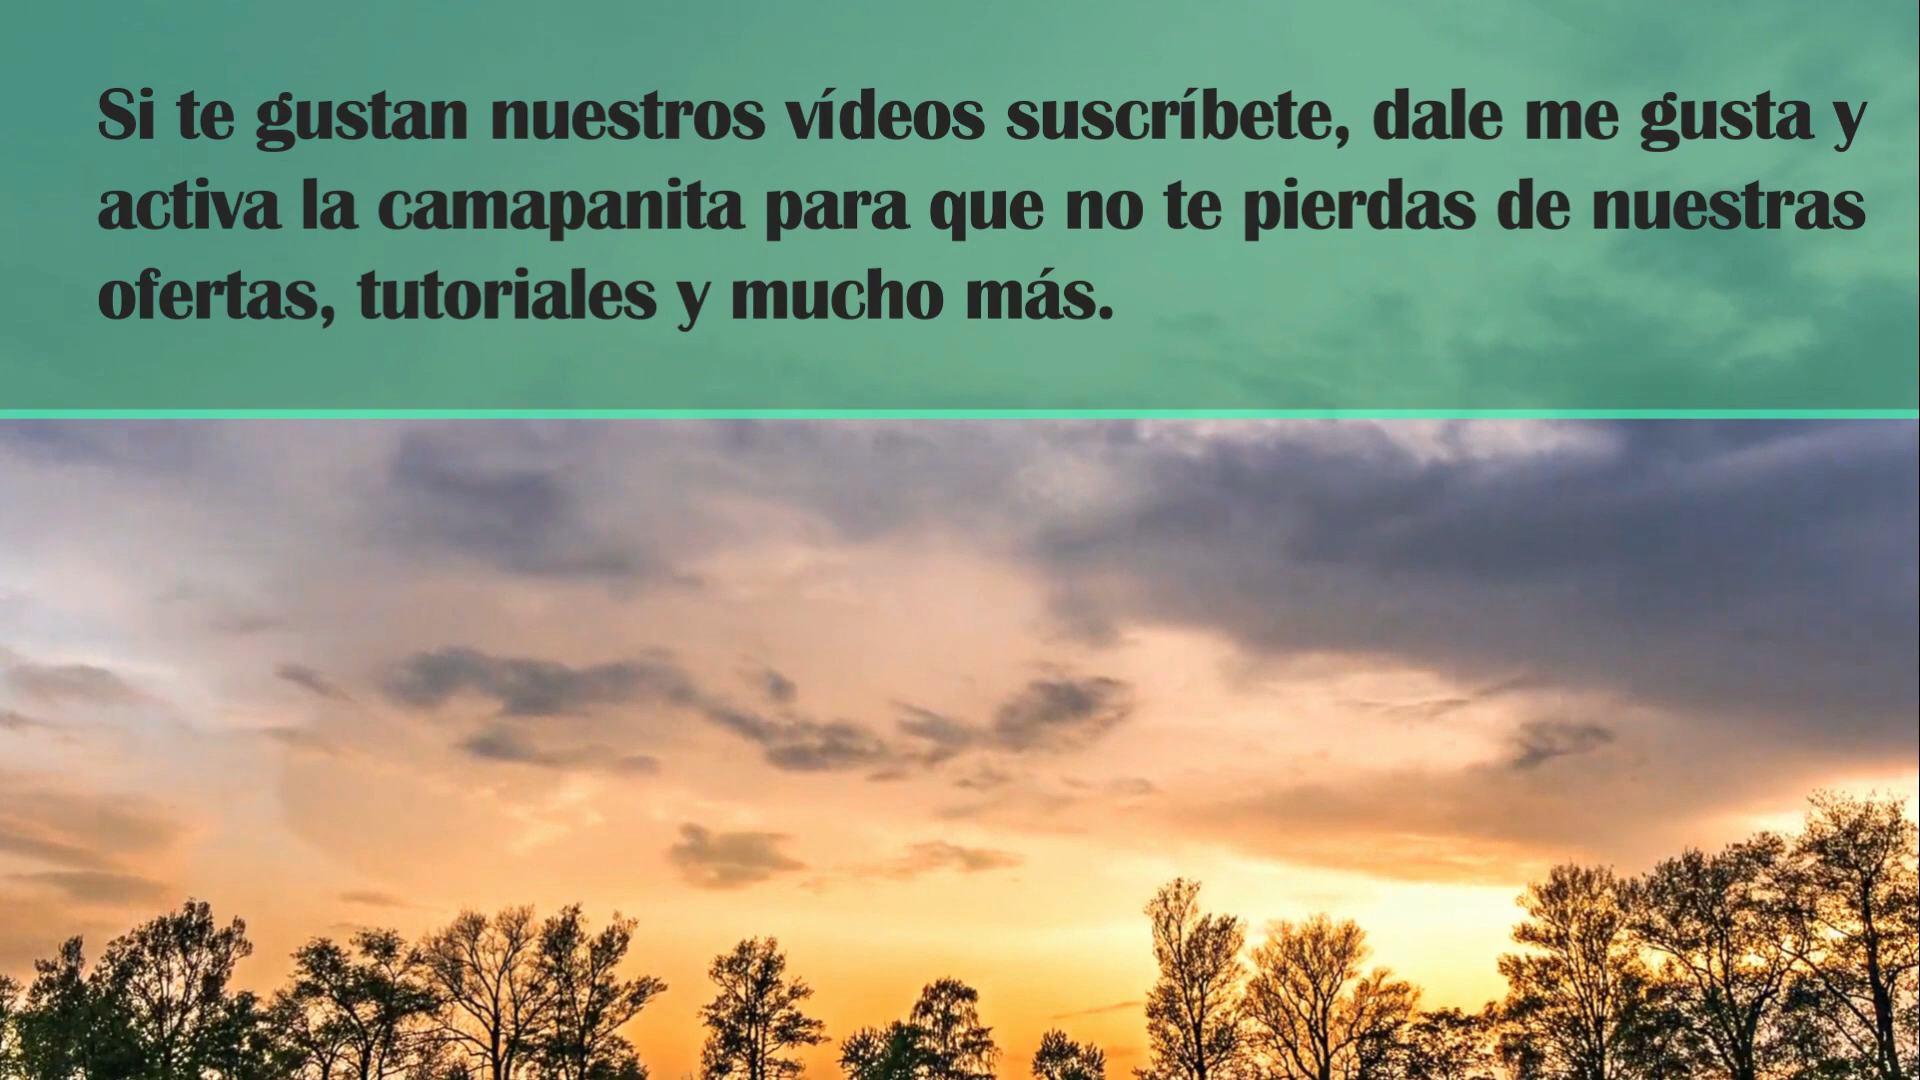 Si te gustan nuestros vídeos suscríbete, dale me gusta y
activa la camapanita para que no te pierdas de nuestras
ofertas, tutoriales y mucho más.